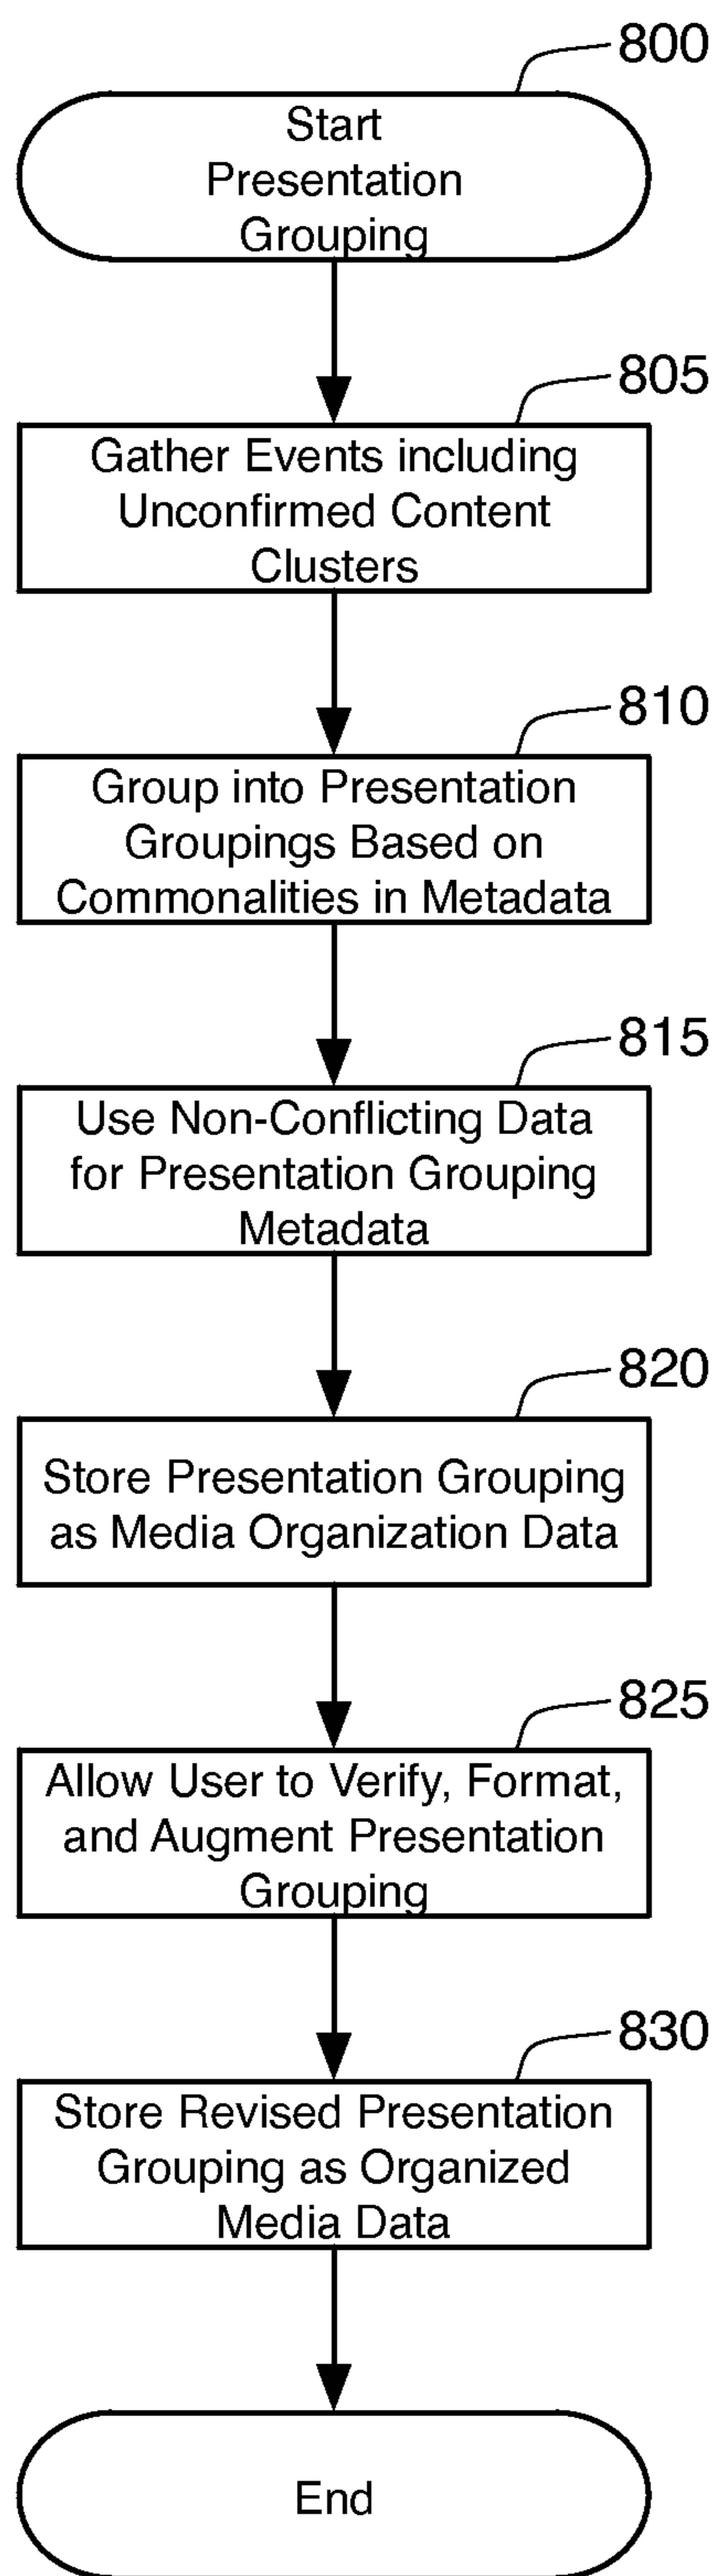 800
Start
Presentation
Grouping
805
Gather Events including
Unconfirmed Content
Clusters
810
Group into Presentation
Groupings Based on
Commonalities in Metadata
815
Use Non-Conflicting Data
for Presentation Grouping
Metadata
820
Store Presentation Grouping
as Media Organization Data
825
Allow User to Verify, Format,
and Augment Presentation
Grouping
830
Store Revised Presentation
Grouping as Organized
Media Data
End